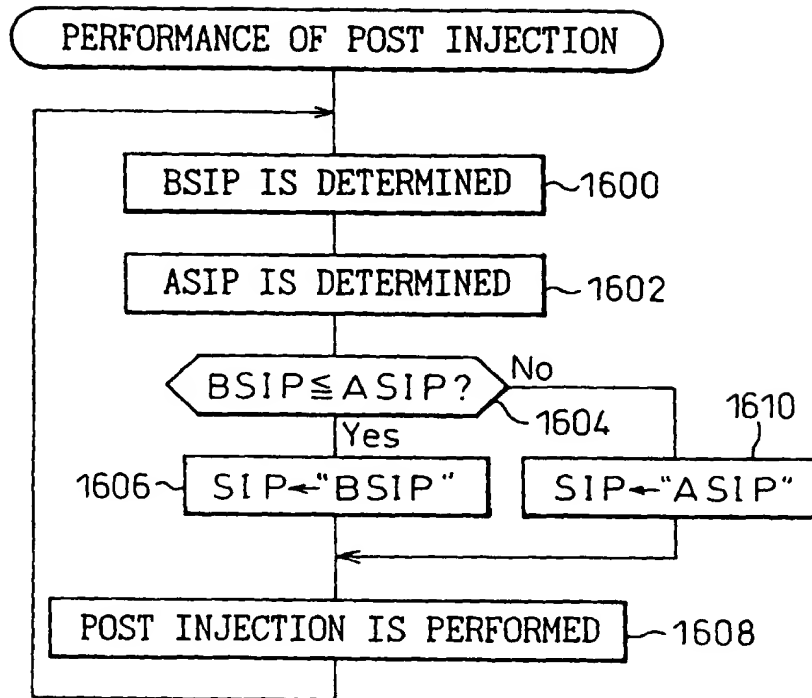 PERFORMANCE OF POST INJECTION
BSIP IS DETERMINED
1600
ASIP IS DETERMINED
1602
BSIP≦ASIP?
No
1604
Yes
1610
1606
SIP←"BSIP"
SIP←"ASIP"
POST INJECTION IS PERFORMED
1608